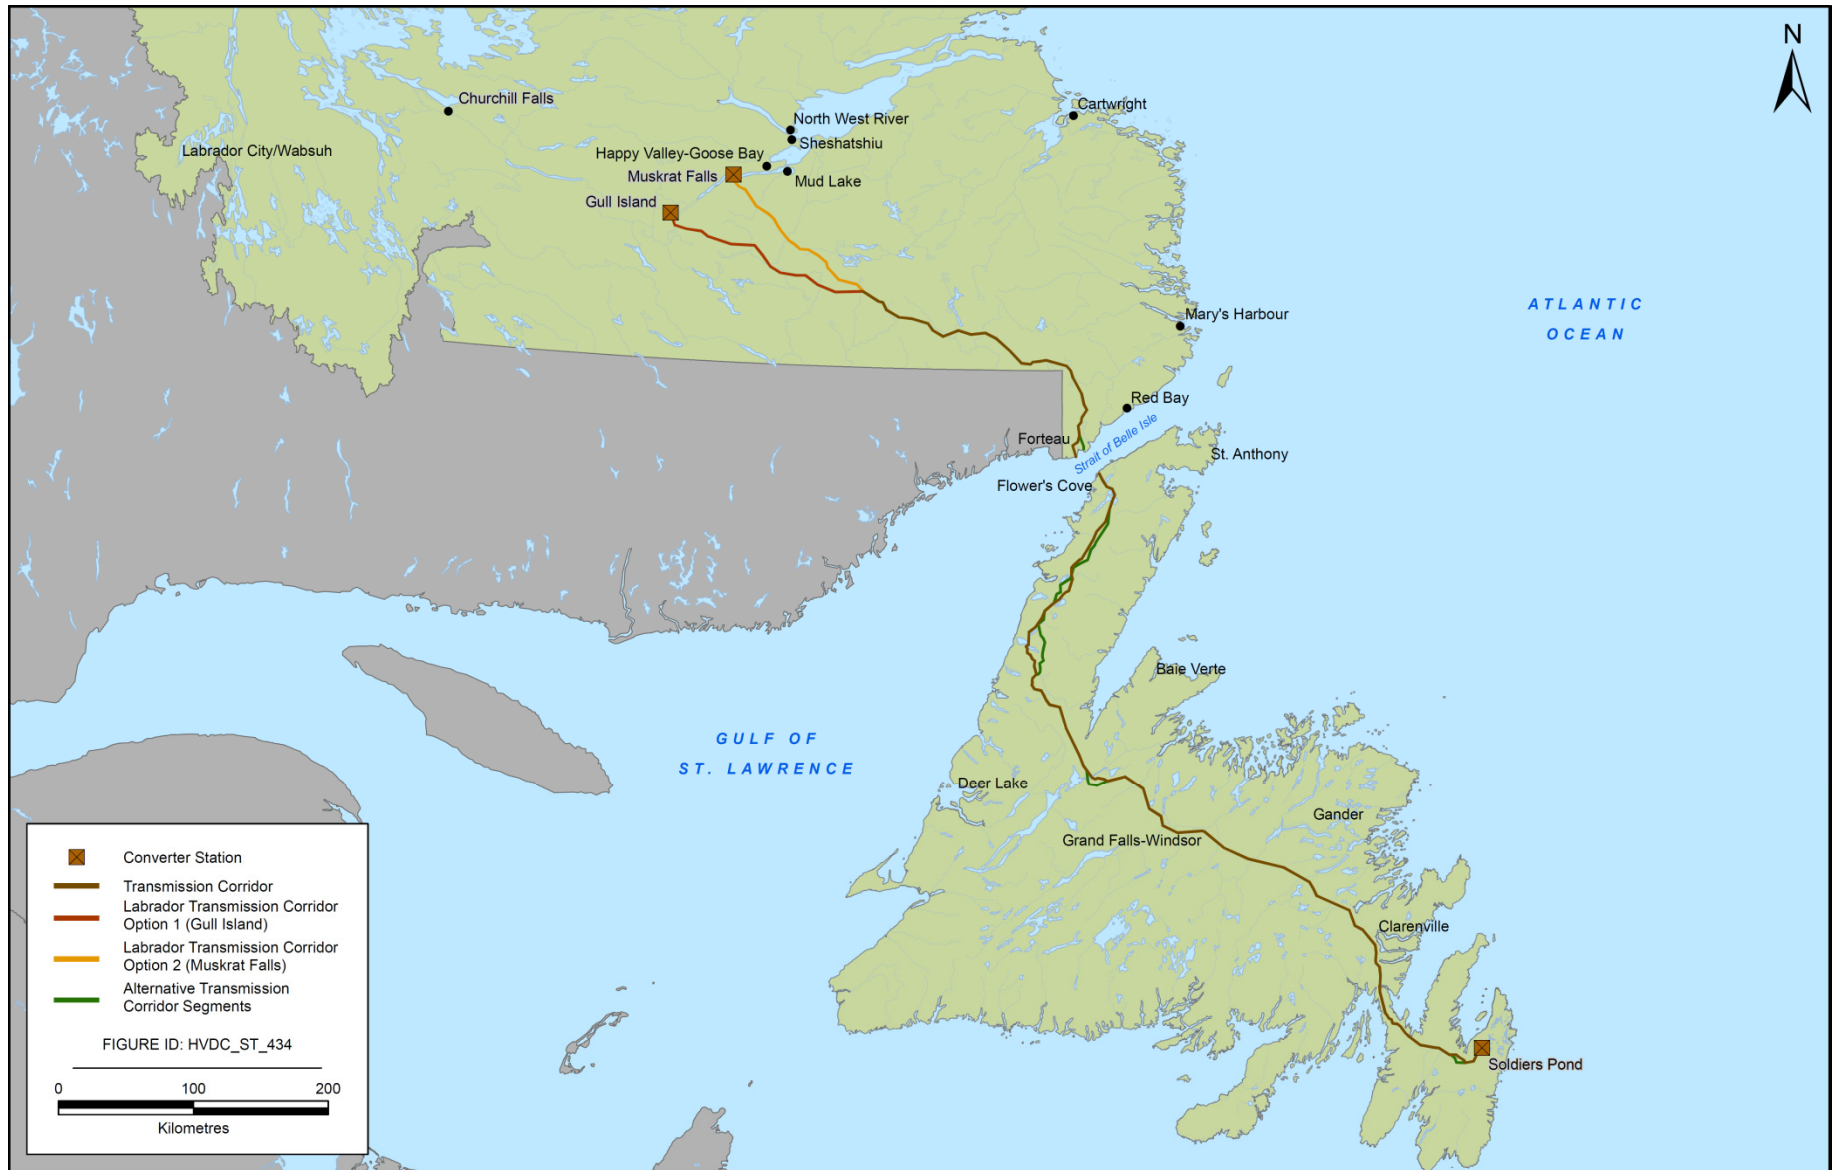 N
Churchill Falls
Cartwright
North West River
Sheshatshiu
Labrador City/Wabsuh
Happy Valley-Goose Bay
Muskrat Falls
Mud Lake
Gull Island
ATLANTIC
OCEAN
Mary's Harbour
Red Bay
Strait of Belle Isle
Forteau
St. Anthony
Flower's Cove
Baie Verte
GULF OF
ST. LAWRENCE
Deer Lake
Gander
Grand Falls-Windsor
Clarenville
Soldiers Pond
Converter Station
Transmission Corridor
Labrador Transmission Corridor
Option 1 (Gull Island)
Labrador Transmission Corridor
Option 2 (Muskrat Falls)
Alternative Transmission
Corridor Segments
FIGURE ID: HVDC_ST_434
0 100 200
Kilometres